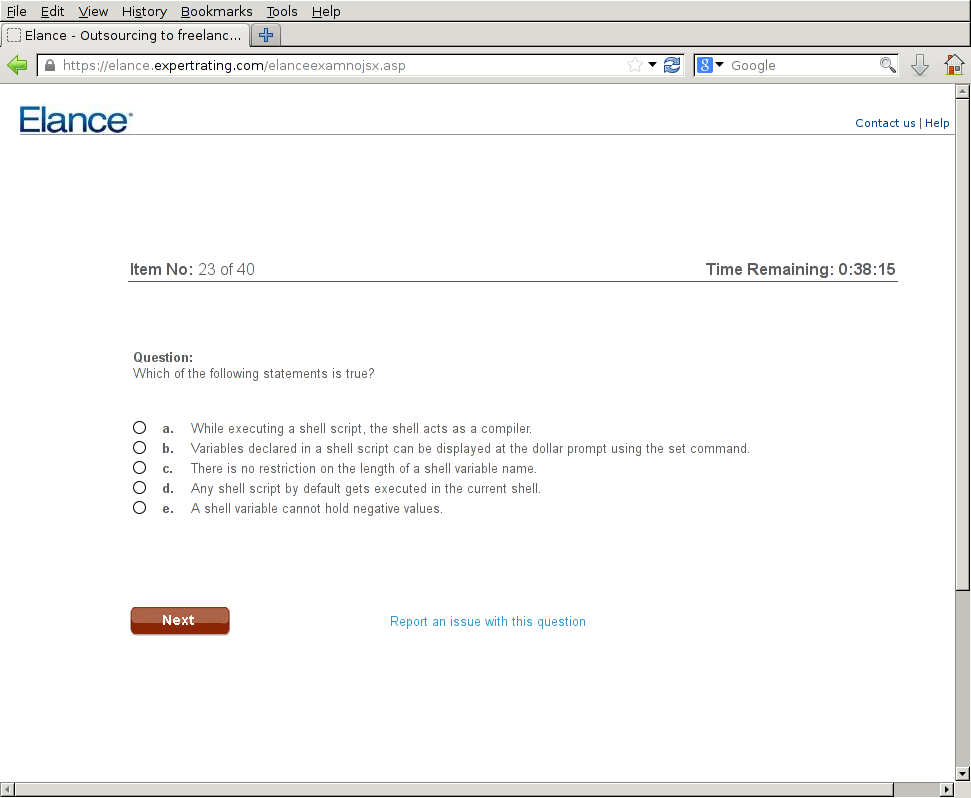 File Edit View History Bookmarks Tools Help
Elance - Outsourcing to freelanc...
https://elance.expertrating.com/elanceexamnojsx.asp
8 Google
Elance
Contact us | Help
Item No: 23 of 40
Time Remaining: 0:38:15
Question:
Which of the following statements is true?
a. While executing a shell script, the shell acts as a compiler.
b. Variables declared in a shell script can be displayed at the dollar prompt using the set command.
c. There is no restriction on the length of a shell variable name.
d. Any shell script by default gets executed in the current shell.
e. A shell variable cannot hold negative values.
Next
Report an issue with this question